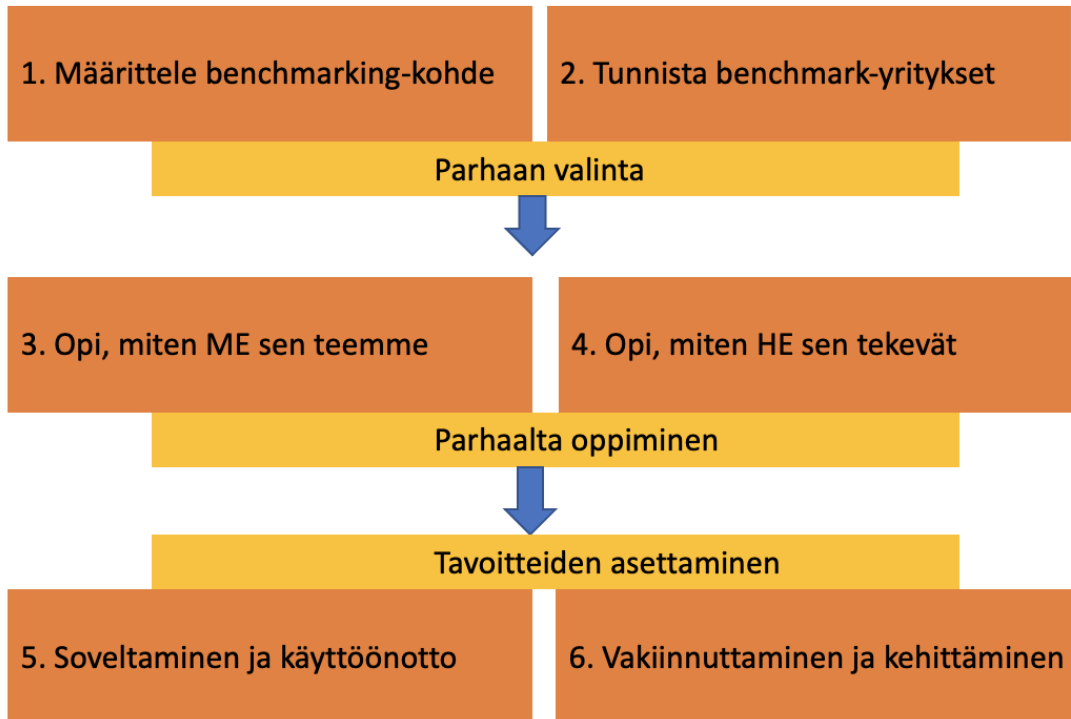 1. Määrittele benchmarking-kohde
2. Tunnista benchmark-yritykset
Parhaan valinta
3. Opi, miten ME sen teemme
4. Opi, miten HE sen tekevät
Parhaalta oppiminen
Tavoitteiden asettaminen
5. Soveltaminen ja käyttöönotto
6. Vakiinnuttaminen ja kehittäminen